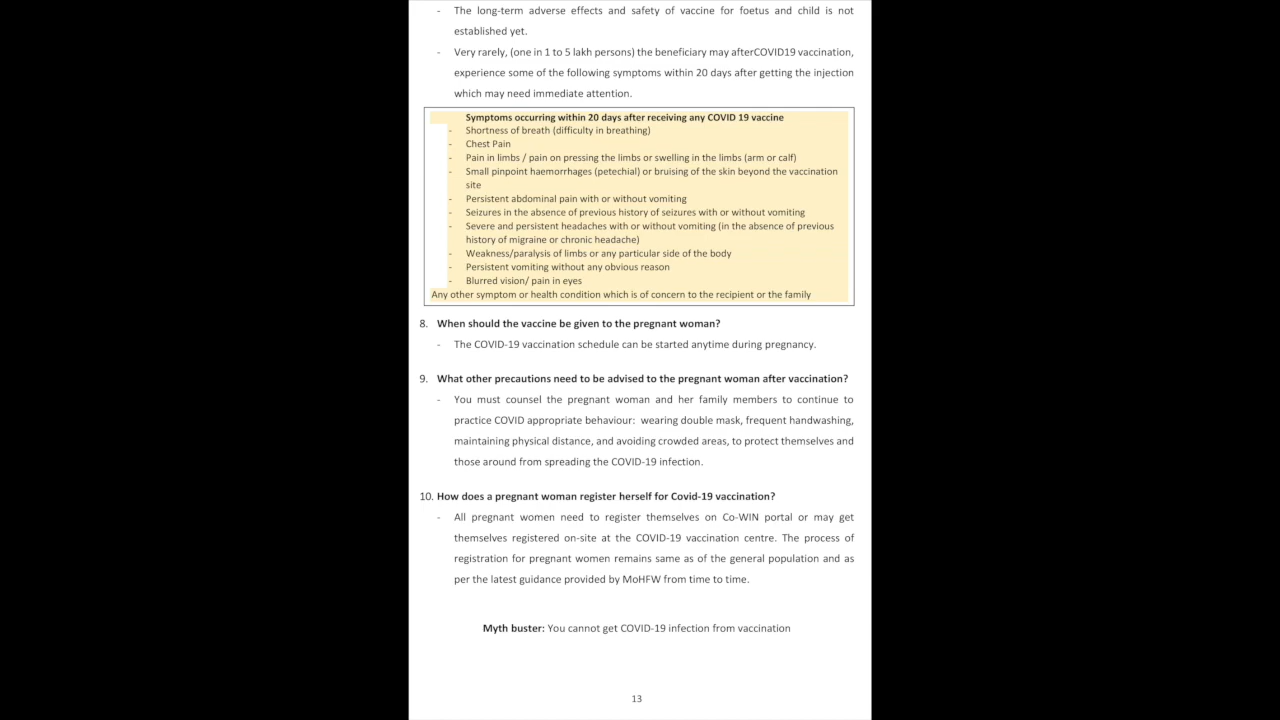 - The long-term adverse effects and safety of vaccine for foetus and child is not
established yet.
- Very rarely, (one in 1 to 5 lakh persons) the beneficiary may afterCOVID19 vaccination,
experience some of the following symptoms within 20 days after getting the injection
which may need immediate attention.
Symptoms occurring within 20 days after receiving any COVID 19 vaccine
- Shortness of breath (difficulty in breathing)
- Chest Pain
- Pain in limbs / pain on pressing the limbs or swelling in the limbs (arm or calf)
- Small pinpoint haemorrhages (petechial) or bruising of the skin beyond the vaccination
site
- Persistent abdominal pain with or without vomiting
- Seizures in the absence of previous history of seizures with or without vomiting
- Severe and persistent headaches with or without vomiting (in the absence of previous
history of migraine or chronic headache)
- Weakness/paralysis of limbs or any particular side of the body
- Persistent vomiting without any obvious reason
- Blurred vision/ pain in eyes
Any other symptom or health condition which is of concern to the recipient or the family
8. When should the vaccine be given to the pregnant woman?
- The COVID-19 vaccination schedule can be started anytime during pregnancy.
9. What other precautions need to be advised to the pregnant woman after vaccination?
- You must counsel the pregnant woman and her family members to continue to
practice COVID appropriate behaviour: wearing double mask, frequent handwashing,
maintaining physical distance, and avoiding crowded areas, to protect themselves and
those around from spreading the COVID-19 infection.
10. How does a pregnant woman register herself for Covid-19 vaccination?
- All pregnant women need to register themselves on Co-WIN portal or may get
themselves registered on-site at the COVID-19 vaccination centre. The process of
registration for pregnant women remains same as of the general population and as
per the latest guidance provided by MoHFW from time to time.
Myth buster: You cannot get COVID-19 infection from vaccination
13